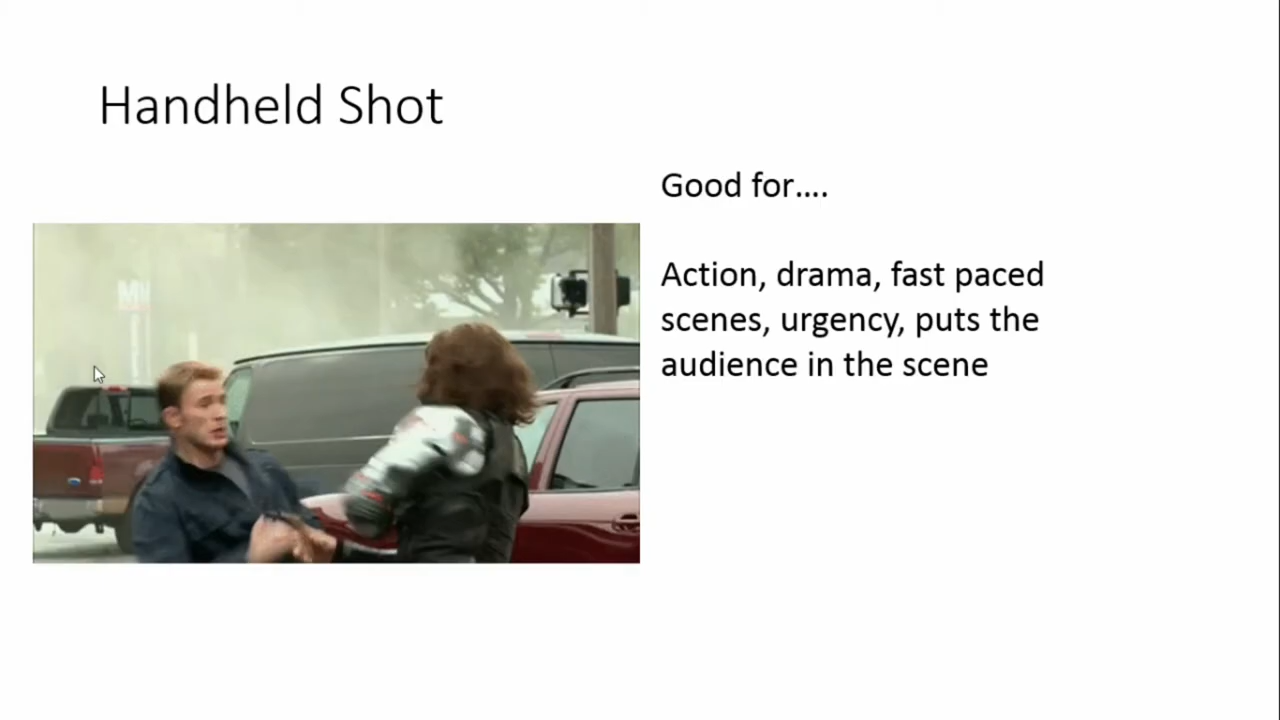 Handheld Shot
Good for....
Action, drama, fast paced
scenes, urgency, puts the
audience in the scene